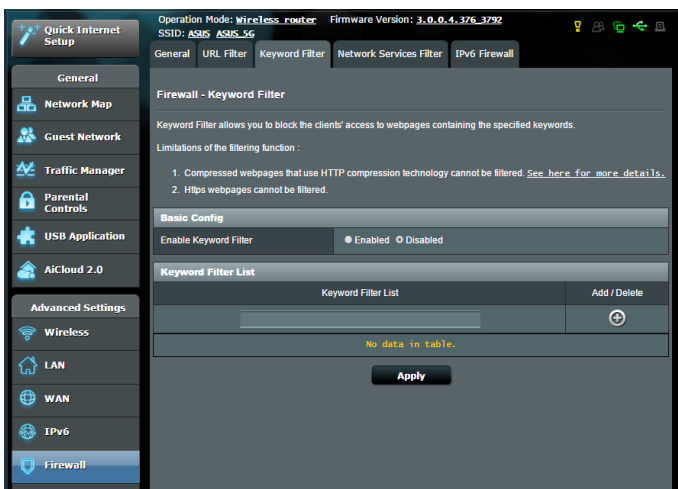 Quick Internet Setup
Operation Mode: Wireless router Firmware Version: 3.0.0.4.376_3792
SSID: ASUS ASUS_5G
General URL Filter Keyword Filter Network Services Filter IPv6 Firewall
General
Network Map
Guest Network
Traffic Manager
Parental Controls
USB Application
AiCloud 2.0
Advanced Settings
Wireless
LAN
WAN
IPv6
Firewall
Firewall - Keyword Filter
Keyword Filter allows you to block the clients' access to webpages containing the specified keywords.
Limitations of the filtering function :
1. Compressed webpages that use HTTP compression technology cannot be filtered. See here for more details.
2. Https webpages cannot be filtered.
Basic Config
Enable Keyword Filter Enabled Disabled
Keyword Filter List
Keyword Filter List Add / Delete
No data in table.
Apply